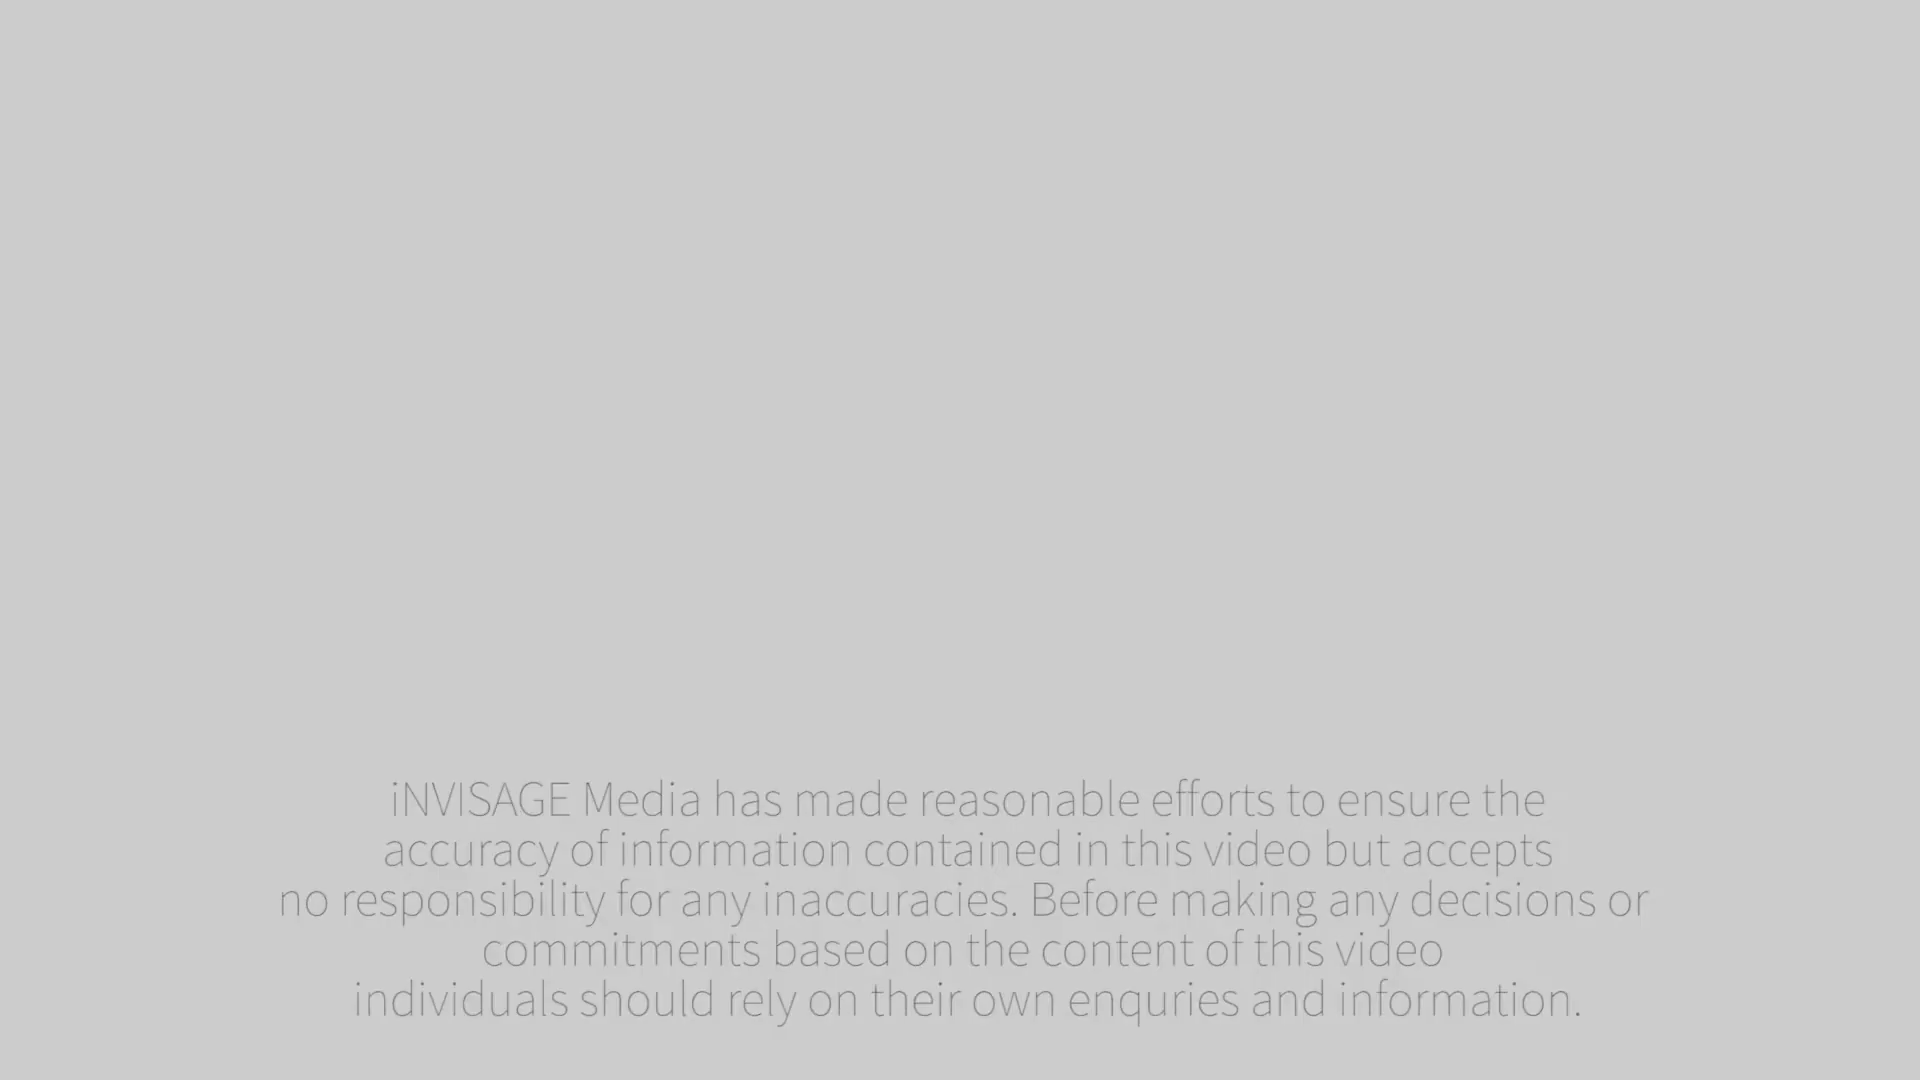 iNVISAGE Media has made reasonable efforts to ensure the
accuracy of information contained in this video but accepts
no responsibility for any inaccuracies. Before making any decisions or
commitments based on the content of this video
individuals should rely on their own enquries and information.